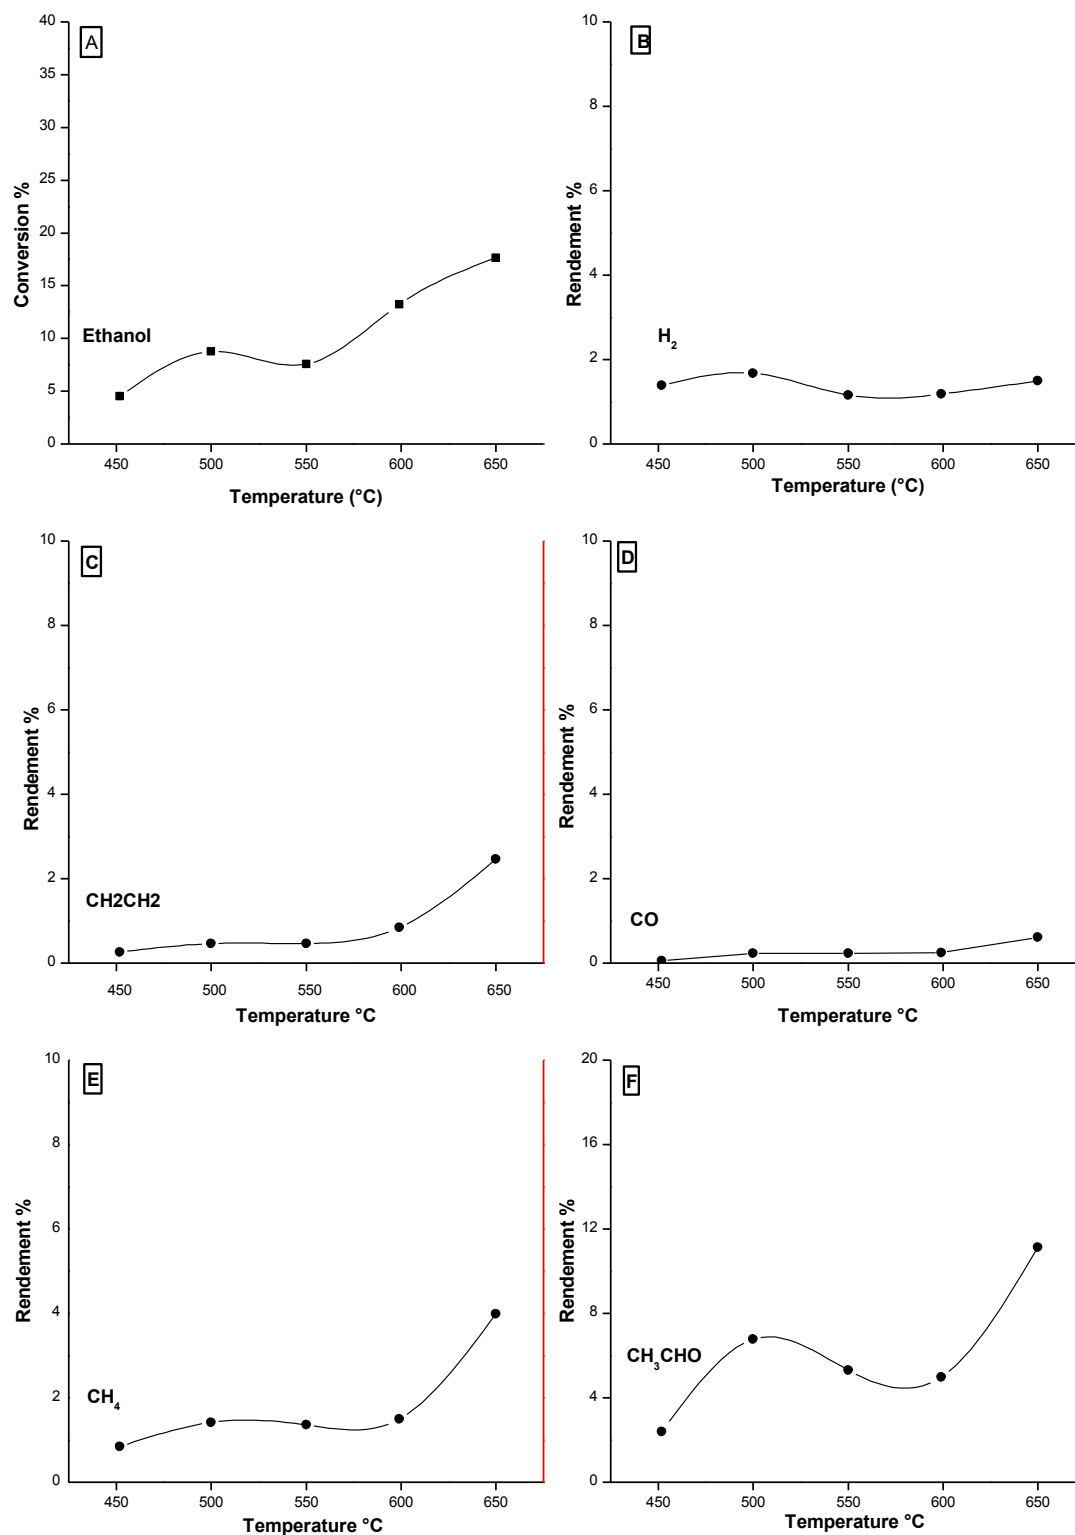 A
40
35
30
25
20
15
10
5
0
Conversion %
Ethanol
450 500 550 600 650
Temperature (°C)
B
10
8
6
4
2
0
Rendement %
H₂
450 500 550 600 650
Temperature (°C)
C
10
8
6
4
2
0
Rendement %
CH2CH2
450 500 550 600 650
Temperature °C
D
10
8
6
4
2
0
Rendement %
CO
450 500 550 600 650
Temperature °C
E
10
8
6
4
2
0
Rendement %
CH₄
450 500 550 600 650
Temperature °C
F
20
16
12
8
4
0
Rendement %
CH₃CHO
450 500 550 600 650
Temperature °C